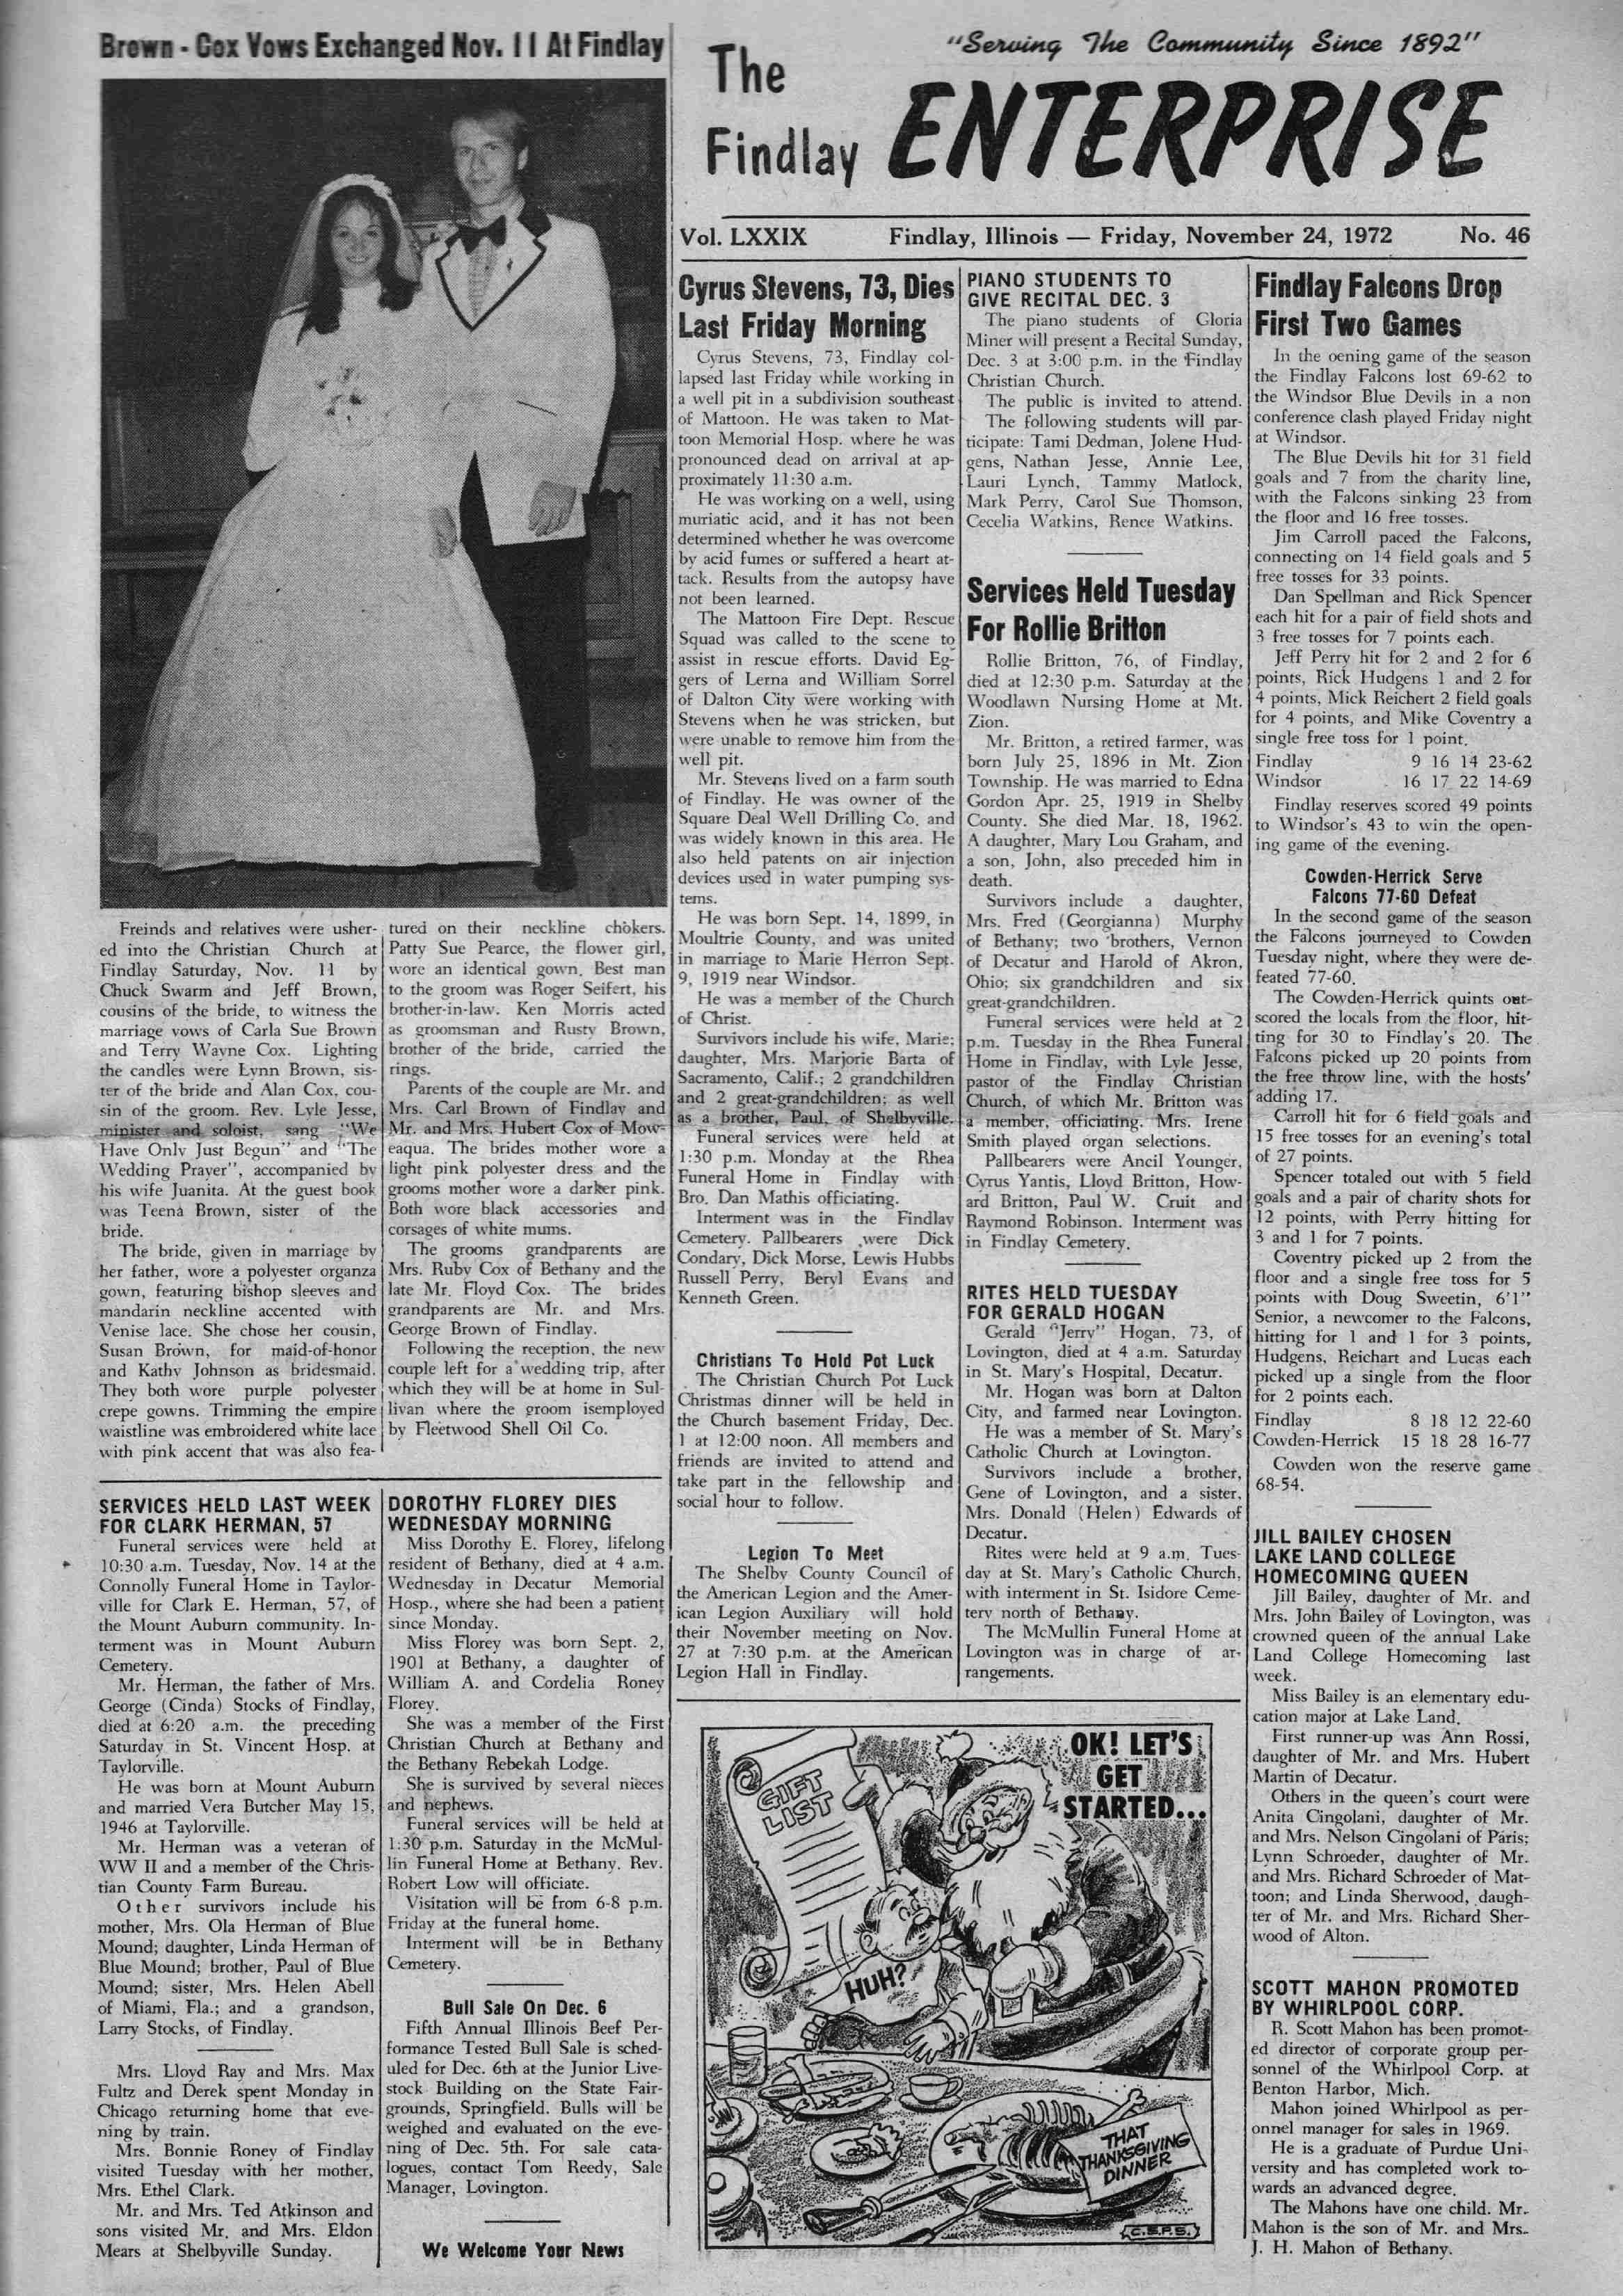 Brown - Cox Vows Exchanged Nov. 11 At Findlay
"Serving The Community Since 1892"
The
Findlay
ENTERPRISE
Vol. LXXIX Findlay, Illinois — Friday, November 24, 1972 No. 46
Freinds and relatives were usher-
ed into the Christian Church at
Findlay Saturday, Nov. 11 by
Chuck Swarm and Jeff Brown,
cousins of the bride, to witness the
marriage vows of Carla Sue Brown
and Terry Wayne Cox. Lighting
the candles were Lynn Brown, sis-
ter of the bride and Alan Cox, cou-
sin of the groom. Rev. Lyle Jesse,
minister and soloist, sang "We
Have Only Just Begun" and "The
Wedding Prayer", accompanied by
his wife Juanita. At the guest book
was Teena Brown, sister of the
bride.
The bride, given in marriage by
her father, wore a polyester organza
gown, featuring bishop sleeves and
mandarin neckline accented with
Venise lace. She chose her cousin,
Susan Brown, for maid-of-honor
and Kathy Johnson as bridesmaid.
They both wore purple polyester
crepe gowns. Trimming the empire
waistline was embroidered white lace
with pink accent that was also fea-
tured on their neckline chokers.
Patty Sue Pearce, the flower girl,
wore an identical gown. Best man
to the groom was Roger Seifert, his
brother-in-law. Ken Morris acted
as groomsman and Rusty Brown,
brother of the bride, carried the
rings.
Parents of the couple are Mr. and
Mrs. Carl Brown of Findlay and
Mr. and Mrs. Hubert Cox of Mow-
eaqua. The brides mother wore a
light pink polyester dress and the
grooms mother wore a darker pink.
Both wore black accessories and
corsages of white mums.
The grooms grandparents are
Mrs. Ruby Cox of Bethany and the
late Mr. Floyd Cox. The brides
grandparents are Mr. and Mrs.
George Brown of Findlay.
Following the reception, the new
couple left for a wedding trip, after
which they will be at home in Sul-
livan where the groom isemployed
by Fleetwood Shell Oil Co.
SERVICES HELD LAST WEEK
FOR CLARK HERMAN, 57
Funeral services were held at
10:30 a.m. Tuesday, Nov. 14 at the
Connolly Funeral Home in Taylor-
ville for Clark E. Herman, 57, of
the Mount Auburn community. In-
terment was in Mount Auburn
Cemetery.
Mr. Herman, the father of Mrs.
George (Cinda) Stocks of Findlay,
died at 6:20 a.m. the preceding
Saturday in St. Vincent Hosp. at
Taylorville.
He was born at Mount Auburn
and married Vera Butcher May 15,
1946 at Taylorville.
Mr. Herman was a veteran of
WW II and a member of the Chris-
tian County Farm Bureau.
Other survivors include his
mother, Mrs. Ola Herman of Blue
Mound; daughter, Linda Herman of
Blue Mound; brother, Paul of Blue
Mound; sister, Mrs. Helen Abell
of Miami, Fla.; and a grandson,
Larry Stocks, of Findlay.
Mrs. Lloyd Ray and Mrs. Max
Fultz and Derek spent Monday in
Chicago returning home that eve-
ning by train.
Mrs. Bonnie Roney of Findlay
visited Tuesday with her mother,
Mrs. Ethel Clark.
Mr. and Mrs. Ted Atkinson and
sons visited Mr. and Mrs. Eldon
Mears at Shelbyville Sunday.
DOROTHY FLOREY DIES
WEDNESDAY MORNING
Miss Dorothy E. Florey, lifelong
resident of Bethany, died at 4 a.m.
Wednesday in Decatur Memorial
Hosp., where she had been a patient
since Monday.
Miss Florey was born Sept. 2,
1901 at Bethany, a daughter of
William A. and Cordelia Roney
Florey.
She was a member of the First
Christian Church at Bethany and
the Bethany Rebekah Lodge.
She is survived by several nieces
and nephews.
Funeral services will be held at
1:30 p.m. Saturday in the McMul-
lin Funeral Home at Bethany. Rev.
Robert Low will officiate.
Visitation will be from 6-8 p.m.
Friday at the funeral home.
Interment will be in Bethany
Cemetery.
Bull Sale On Dec. 6
Fifth Annual Illinois Beef Per-
formance Tested Bull Sale is sched-
uled for Dec. 6th at the Junior Live-
stock Building on the State Fair-
grounds, Springfield. Bulls will be
weighed and evaluated on the eve-
ning of Dec. 5th. For sale cata-
logues, contact Tom Reedy, Sale
Manager, Lovington.
We Welcome Your News
Cyrus Stevens, 73, Dies
Last Friday Morning
Cyrus Stevens, 73, Findlay col-
lapsed last Friday while working in
a well pit in a subdivision southeast
of Mattoon. He was taken to Mat-
toon Memorial Hosp. where he was
pronounced dead on arrival at ap-
proximately 11:30 a.m.
He was working on a well, using
muriatic acid, and it has not been
determined whether he was overcome
by acid fumes or suffered a heart at-
tack. Results from the autopsy have
not been learned.
The Mattoon Fire Dept. Rescue
Squad was called to the scene to
assist in rescue efforts. David Eg-
gers of Lerna and William Sorrel
of Dalton City were working with
Stevens when he was stricken, but
were unable to remove him from the
well pit.
Mr. Stevens lived on a farm south
of Findlay. He was owner of the
Square Deal Well Drilling Co. and
was widely known in this area. He
also held patents on air injection
devices used in water pumping sys-
tems.
He was born Sept. 14, 1899, in
Moultrie County, and was united
in marriage to Marie Herron Sept.
9, 1919 near Windsor.
He was a member of the Church
of Christ.
Survivors include his wife, Marie;
daughter, Mrs. Marjorie Barta of
Sacramento, Calif.; 2 grandchildren
and 2 great-grandchildren; as well
as a brother, Paul, of Shelbyville.
Funeral services were held at
1:30 p.m. Monday at the Rhea
Funeral Home in Findlay with
Bro. Dan Mathis officiating.
Interment was in the Findlay
Cemetery. Pallbearers were Dick
Condary, Dick Morse, Lewis Hubbs
Russell Perry, Beryl Evans and
Kenneth Green.
Christians To Hold Pot Luck
The Christian Church Pot Luck
Christmas dinner will be held in
the Church basement Friday, Dec.
1 at 12:00 noon. All members and
friends are invited to attend and
take part in the fellowship and
social hour to follow.
Legion To Meet
The Shelby County Council of
the American Legion and the Amer-
ican Legion Auxiliary will hold
their November meeting on Nov.
27 at 7:30 p.m. at the American
Legion Hall in Findlay.
PIANO STUDENTS TO
GIVE RECITAL DEC. 3
The piano students of Gloria
Miner will present a Recital Sunday,
Dec. 3 at 3:00 p.m. in the Findlay
Christian Church.
The public is invited to attend.
The following students will par-
ticipate: Tami Dedman, Jolene Hud-
gens, Nathan Jesse, Annie Lee,
Lauri Lynch, Tammy Matlock,
Mark Perry, Carol Sue Thomson,
Cecelia Watkins, Renee Watkins.
Services Held Tuesday
For Rollie Britton
Rollie Britton, 76, of Findlay,
died at 12:30 p.m. Saturday at the
Woodlawn Nursing Home at Mt.
Zion.
Mr. Britton, a retired farmer, was
born July 25, 1896 in Mt. Zion
Township. He was married to Edna
Gordon Apr. 25, 1919 in Shelby
County. She died Mar. 18, 1962.
A daughter, Mary Lou Graham, and
a son, John, also preceded him in
death.
Survivors include a daughter,
Mrs. Fred (Georgianna) Murphy
of Bethany; two brothers, Vernon
of Decatur and Harold of Akron,
Ohio; six grandchildren and six
great-grandchildren.
Funeral services were held at 2
p.m. Tuesday in the Rhea Funeral
Home in Findlay, with Lyle Jesse,
pastor of the Findlay Christian
Church, of which Mr. Britton was
a member, officiating. Mrs. Irene
Smith played organ selections.
Pallbearers were Ancil Younger,
Cyrus Yantis, Lloyd Britton, How-
ard Britton, Paul W. Cruit and
Raymond Robinson. Interment was
in Findlay Cemetery.
RITES HELD TUESDAY
FOR GERALD HOGAN
Gerald "Jerry" Hogan, 73, of
Lovington, died at 4 a.m. Saturday
in St. Mary's Hospital, Decatur.
Mr. Hogan was born at Dalton
City, and farmed near Lovington.
He was a member of St. Mary's
Catholic Church at Lovington.
Survivors include a brother,
Gene of Lovington, and a sister,
Mrs. Donald (Helen) Edwards of
Decatur.
Rites were held at 9 a.m. Tues-
day at St. Mary's Catholic Church,
with interment in St. Isidore Ceme-
tery north of Bethany.
The McMullin Funeral Home at
Lovington was in charge of ar-
rangements.
OK! LET'S
GET
STARTED...
GIFT
LIST
HUH?
THAT
THANKSGIVING
DINNER
C.E.P.S.
Findlay Falcons Drop
First Two Games
In the oening game of the season
the Findlay Falcons lost 69-62 to
the Windsor Blue Devils in a non
conference clash played Friday night
at Windsor.
The Blue Devils hit for 31 field
goals and 7 from the charity line,
with the Falcons sinking 23 from
the floor and 16 free tosses.
Jim Carroll paced the Falcons,
connecting on 14 field goals and 5
free tosses for 33 points.
Dan Spellman and Rick Spencer
each hit for a pair of field shots and
3 free tosses for 7 points each.
Jeff Perry hit for 2 and 2 for 6
points, Rick Hudgens 1 and 2 for
4 points, Mick Reichert 2 field goals
for 4 points, and Mike Coventry a
single free toss for 1 point.
Findlay 9 16 14 23-62
Windsor 16 17 22 14-69
Findlay reserves scored 49 points
to Windsor's 43 to win the open-
ing game of the evening.
Cowden-Herrick Serve
Falcons 77-60 Defeat
In the second game of the season
the Falcons journeyed to Cowden
Tuesday night, where they were de-
feated 77-60.
The Cowden-Herrick quints out-
scored the locals from the floor, hit-
ting for 30 to Findlay's 20. The
Falcons picked up 20 points from
the free throw line, with the hosts'
adding 17.
Carroll hit for 6 field goals and
15 free tosses for an evening's total
of 27 points.
Spencer totaled out with 5 field
goals and a pair of charity shots for
12 points, with Perry hitting for
3 and 1 for 7 points.
Coventry picked up 2 from the
floor and a single free toss for 5
points with Doug Sweetin, 6'1"
Senior, a newcomer to the Falcons,
hitting for 1 and 1 for 3 points,
Hudgens, Reichart and Lucas each
picked up a single from the floor
for 2 points each.
Findlay 8 18 12 22-60
Cowden-Herrick 15 18 28 16-77
Cowden won the reserve game
68-54.
JILL BAILEY CHOSEN
LAKE LAND COLLEGE
HOMECOMING QUEEN
Jill Bailey, daughter of Mr. and
Mrs. John Bailey of Lovington, was
crowned queen of the annual Lake
Land College Homecoming last
week.
Miss Bailey is an elementary edu-
cation major at Lake Land.
First runner-up was Ann Rossi,
daughter of Mr. and Mrs. Hubert
Martin of Decatur.
Others in the queen's court were
Anita Cingolani, daughter of Mr.
and Mrs. Nelson Cingolani of Paris;
Lynn Schroeder, daughter of Mr.
and Mrs. Richard Schroeder of Mat-
toon; and Linda Sherwood, daugh-
ter of Mr. and Mrs. Richard Sher-
wood of Alton.
SCOTT MAHON PROMOTED
BY WHIRLPOOL CORP.
R. Scott Mahon has been promot-
ed director of corporate group per-
sonnel of the Whirlpool Corp. at
Benton Harbor, Mich.
Mahon joined Whirlpool as per-
onnel manager for sales in 1969.
He is a graduate of Purdue Uni-
versity and has completed work to-
wards an advanced degree.
The Mahons have one child. Mr.
Mahon is the son of Mr. and Mrs.
J. H. Mahon of Bethany.